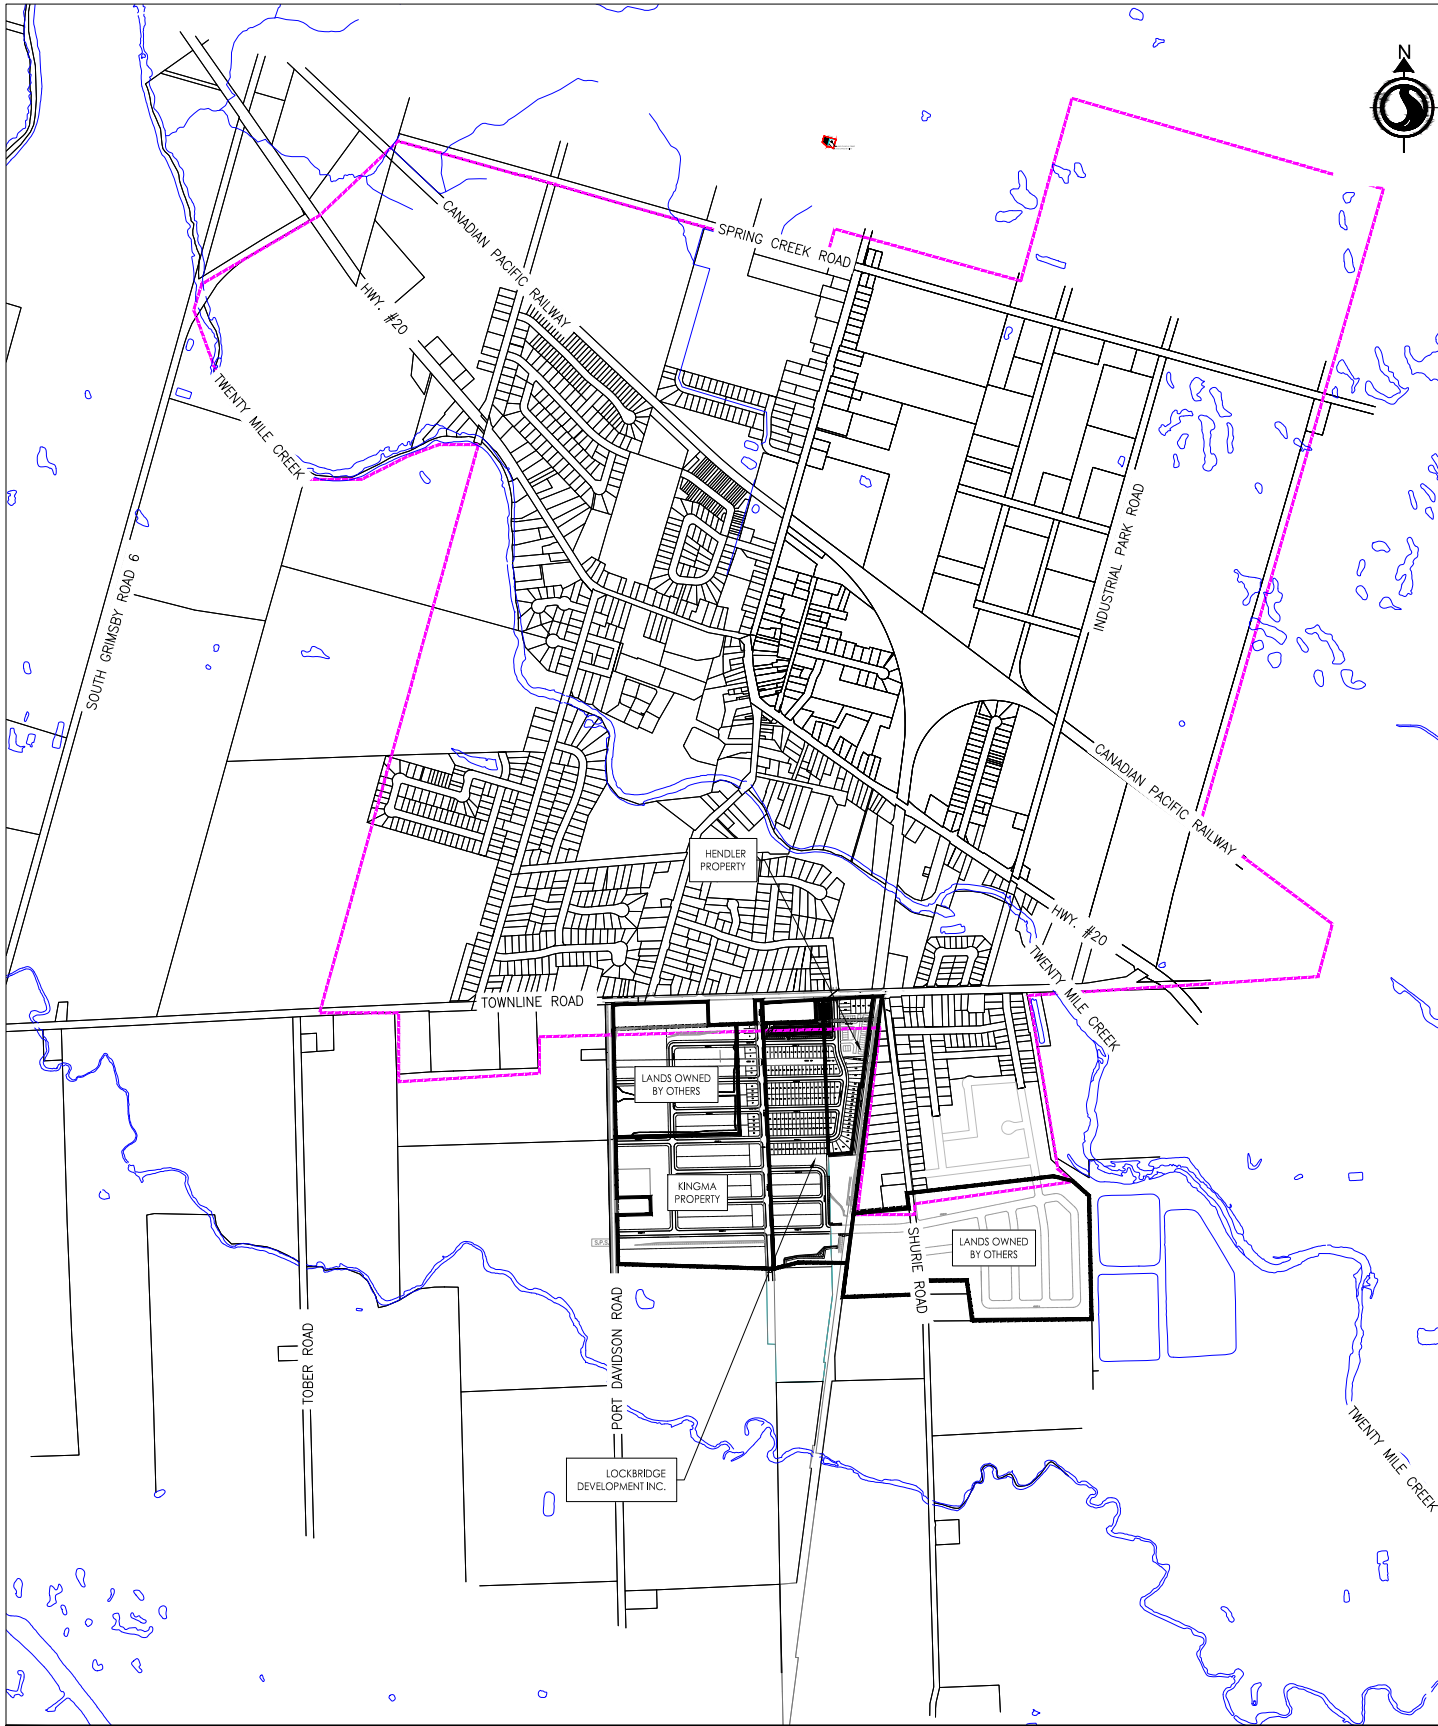 N
CANADIAN PACIFIC RAILWAY
SPRING CREEK ROAD
HWY. #20
TWENTY MILE CREEK
SOUTH GRIMSBY ROAD 6
INDUSTRIAL PARK ROAD
CANADIAN PACIFIC RAILWAY
HENDLER
PROPERTY
HWY. #20
TWENTY MILE CREEK
TOWNLINE ROAD
LANDS OWNED
BY OTHERS
KINGMA
PROPERTY
S.P.S.
SHURIE ROAD
LANDS OWNED
BY OTHERS
TOBER ROAD
PORT DAVIDSON ROAD
LOCKBRIDGE
DEVELOPMENT INC.
TWENTY MILE CREEK